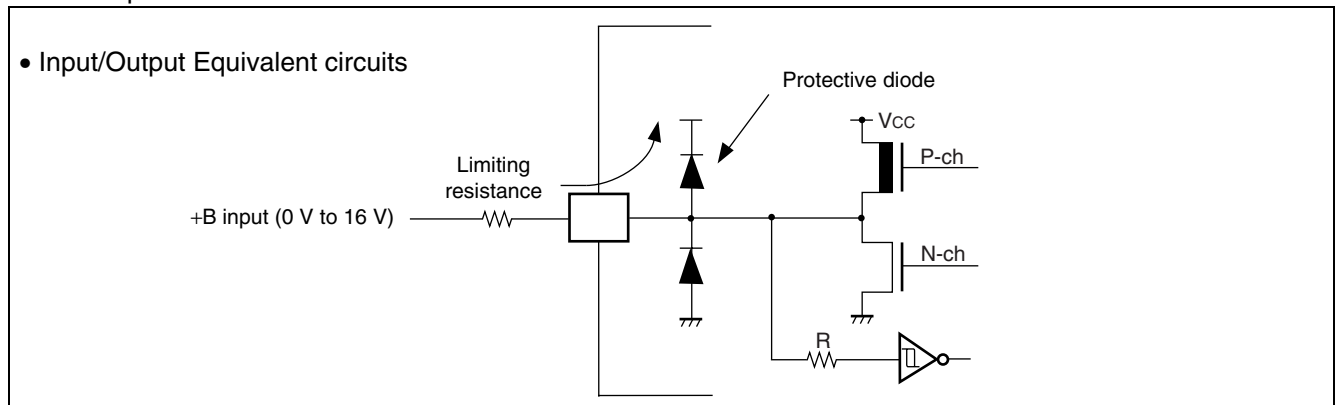 • Input/Output Equivalent circuits
Protective diode
VCC
P-ch
Limiting
resistance
+B input (0 V to 16 V)
N-ch
R